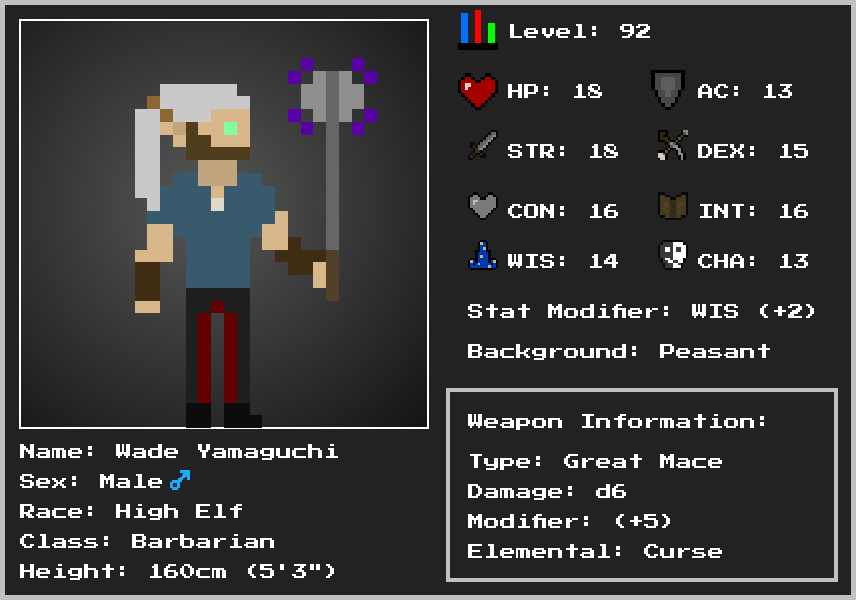 Level: 92
HP: 18
AC: 13
STR: 18
DEX: 15
CON: 16
INT: 16
WIS: 14
CHA: 13
Stat Modifier: WIS (+2)
Background: Peasant
Weapon Information:
Type: Great Mace
Damage: d6
Modifier: (+5)
Elemental: Curse
Name: Wade Yamaguchi
Sex: Male♂
Race: High Elf
Class: Barbarian
Height: 160cm (5'3")